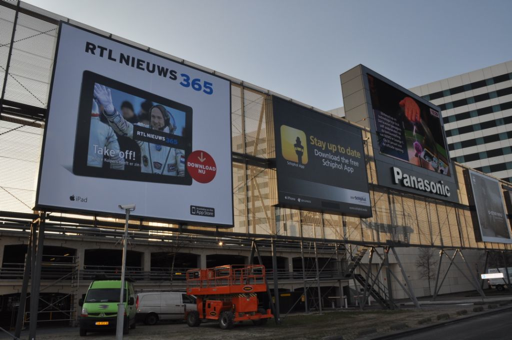 RTL NIEUWS 365
RTL NIEUWS
365
Take off!
DOWNLOAD
NU
iPad
App Store
Stay up to date
Download the free
Schiphol App
Panasonic